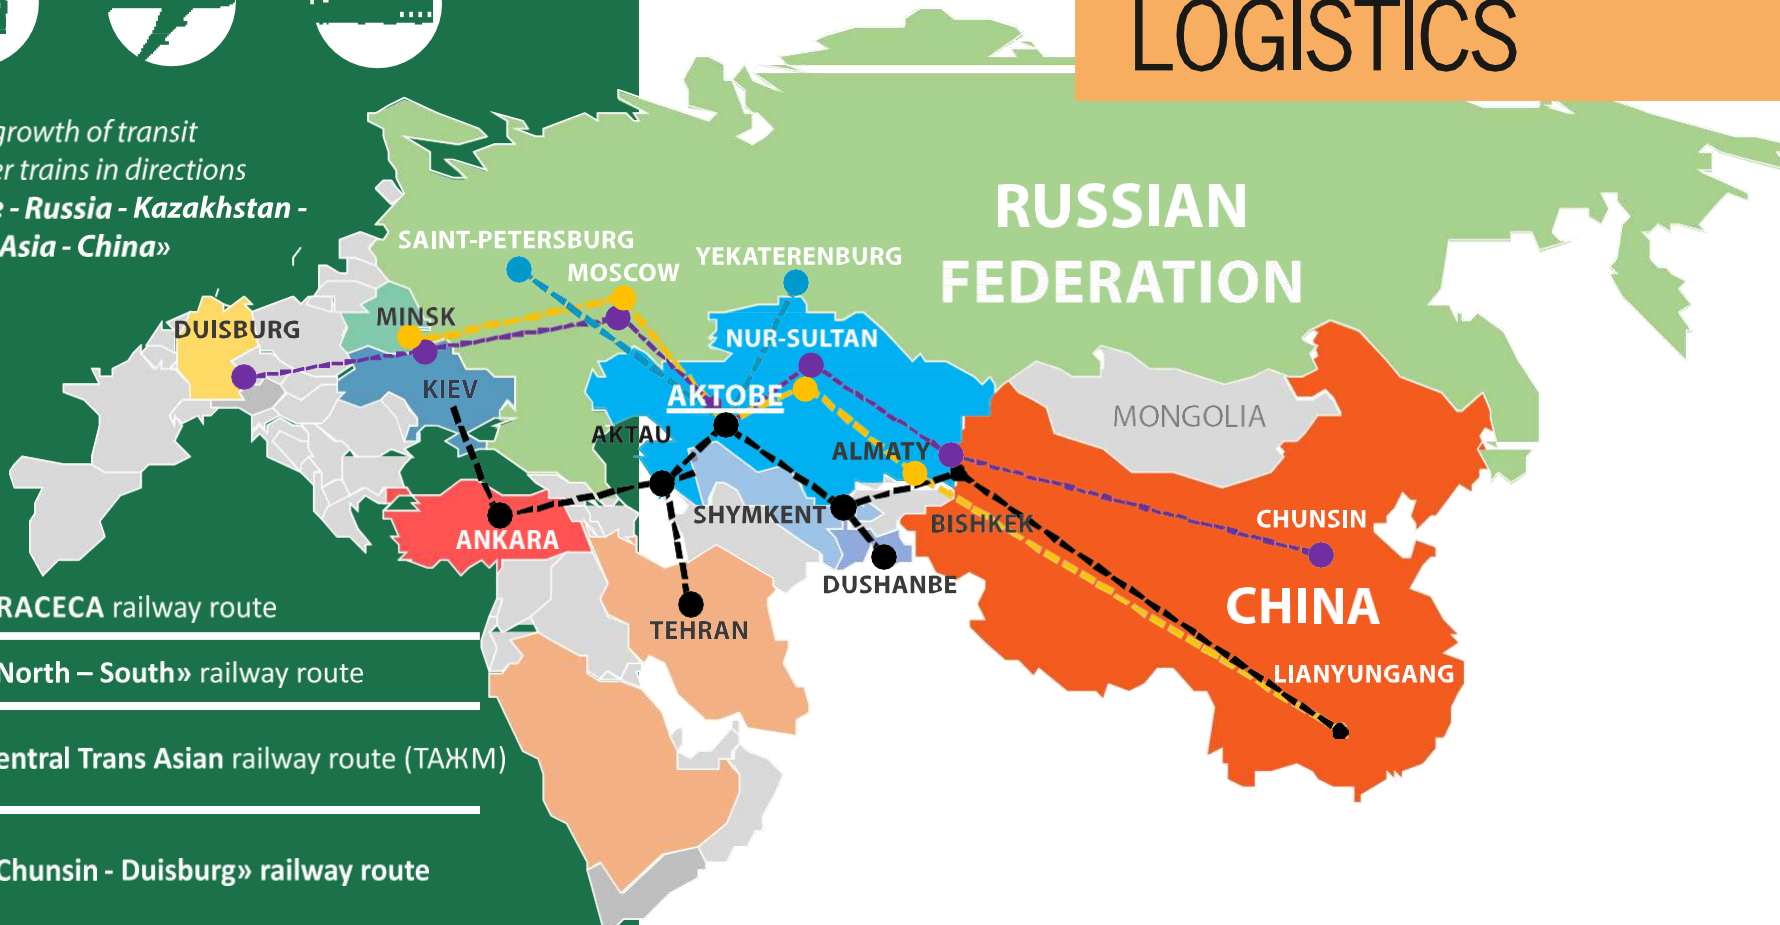 LOGISTICS
growth of transit
er trains in directions
e - Russia - Kazakhstan -
Asia - China»
RUSSIAN
FEDERATION
SAINT-PETERSBURG
MOSCOW
YEKATERENBURG
DUISBURG
MINSK
NUR-SULTAN
KIEV
AKTOBE
MONGOLIA
AKTAU
ALMATY
SHYMKENT
BISHKEK
CHUNSIN
ANKARA
DUSHANBE
CHINA
TEHRAN
LIANYUNGANG
RACECA railway route
North – South» railway route
entral Trans Asian railway route (ТАЖМ)
Chunsin - Duisburg» railway route